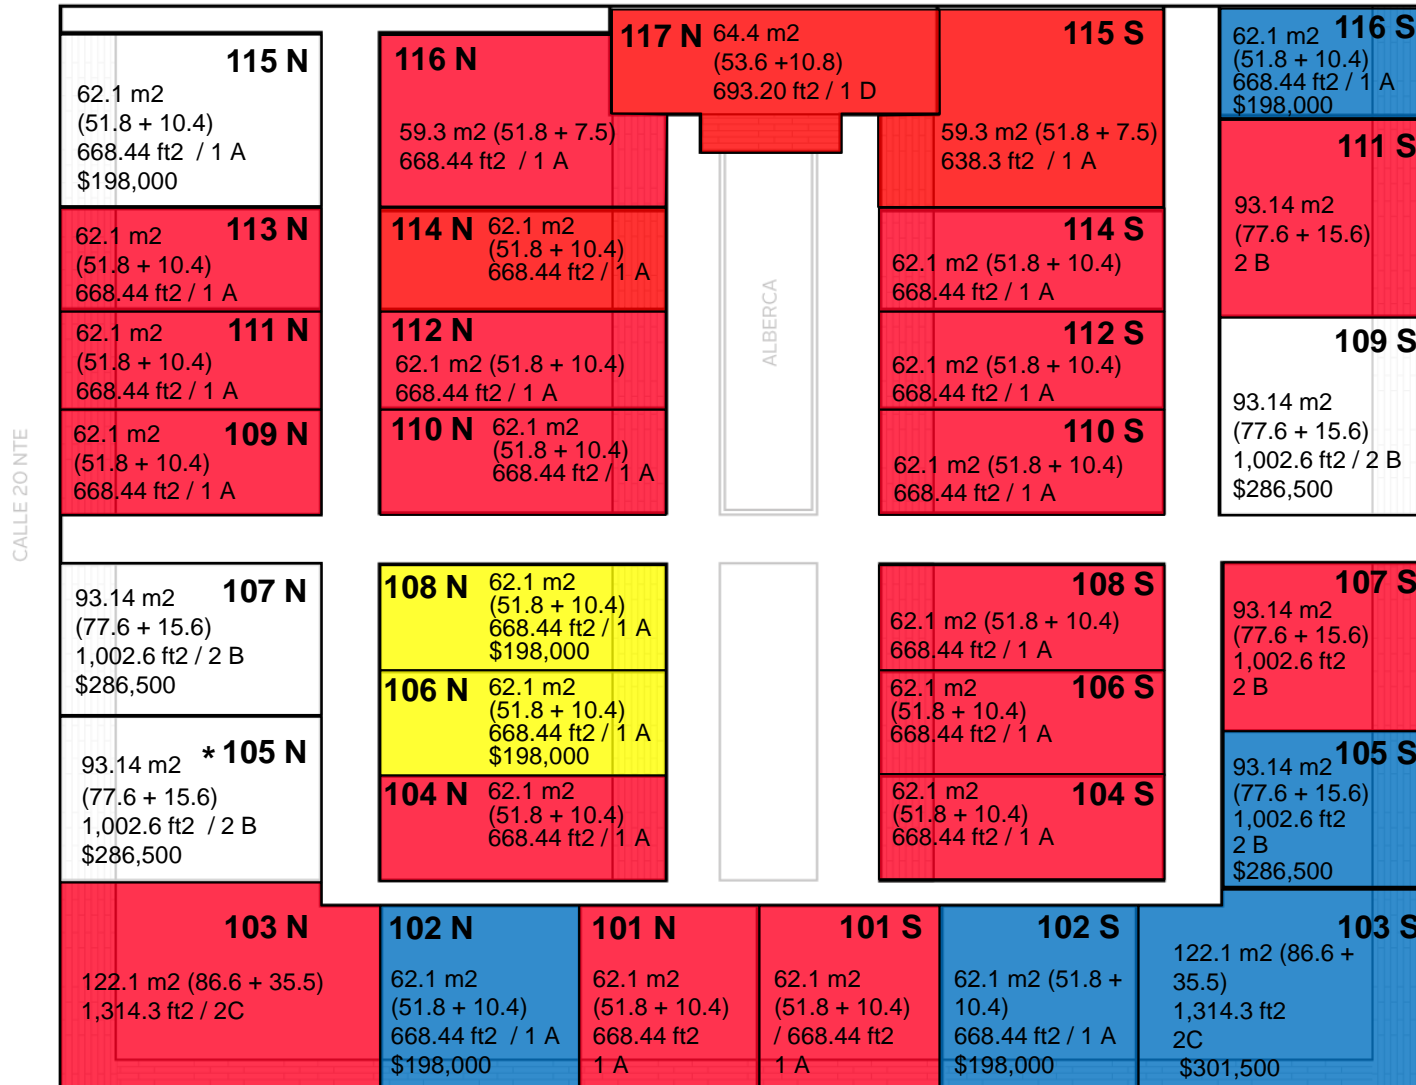 115 N
62.1 m2
(51.8 + 10.4)
668.44 ft2 / 1 A
$198,000
116 N
59.3 m2 (51.8 + 7.5)
668.44 ft2 / 1 A
117 N
64.4 m2
(53.6 +10.8)
693.20 ft2 / 1 D
115 S
59.3 m2 (51.8 + 7.5)
638.3 ft2 / 1 A
116 S
62.1 m2
(51.8 + 10.4)
668.44 ft2 / 1 A
$198,000
111 S
93.14 m2
(77.6 + 15.6)
2 B
113 N
62.1 m2
(51.8 + 10.4)
668.44 ft2 / 1 A
114 N
62.1 m2
(51.8 + 10.4)
668.44 ft2 / 1 A
114 S
62.1 m2 (51.8 + 10.4)
668.44 ft2 / 1 A
111 N
62.1 m2
(51.8 + 10.4)
668.44 ft2 / 1 A
112 N
62.1 m2 (51.8 + 10.4)
668.44 ft2 / 1 A
ALBERCA
112 S
62.1 m2 (51.8 + 10.4)
668.44 ft2 / 1 A
109 S
93.14 m2
(77.6 + 15.6)
1,002.6 ft2 / 2 B
$286,500
109 N
62.1 m2
(51.8 + 10.4)
668.44 ft2 / 1 A
110 N
62.1 m2
(51.8 + 10.4)
668.44 ft2 / 1 A
110 S
62.1 m2 (51.8 + 10.4)
668.44 ft2 / 1 A
CALLE 20 NTE
107 N
93.14 m2
(77.6 + 15.6)
1,002.6 ft2 / 2 B
$286,500
108 N
62.1 m2
(51.8 + 10.4)
668.44 ft2 / 1 A
$198,000
108 S
62.1 m2 (51.8 + 10.4)
668.44 ft2 / 1 A
107 S
93.14 m2
(77.6 + 15.6)
1,002.6 ft2
2 B
106 N
62.1 m2
(51.8 + 10.4)
668.44 ft2 / 1 A
$198,000
106 S
62.1 m2
(51.8 + 10.4)
668.44 ft2 / 1 A
* 105 N
93.14 m2
(77.6 + 15.6)
1,002.6 ft2 / 2 B
$286,500
104 N
62.1 m2
(51.8 + 10.4)
668.44 ft2 / 1 A
104 S
62.1 m2
(51.8 + 10.4)
668.44 ft2 / 1 A
105 S
93.14 m2
(77.6 + 15.6)
1,002.6 ft2
2 B
$286,500
103 N
122.1 m2 (86.6 + 35.5)
1,314.3 ft2 / 2C
102 N
62.1 m2
(51.8 + 10.4)
668.44 ft2 / 1 A
$198,000
101 N
62.1 m2
(51.8 + 10.4)
668.44 ft2
1 A
101 S
62.1 m2
(51.8 + 10.4)
/ 668.44 ft2
1 A
102 S
62.1 m2 (51.8 +
10.4)
668.44 ft2 / 1 A
$198,000
103 S
122.1 m2 (86.6 +
35.5)
1,314.3 ft2
2C
$301,500